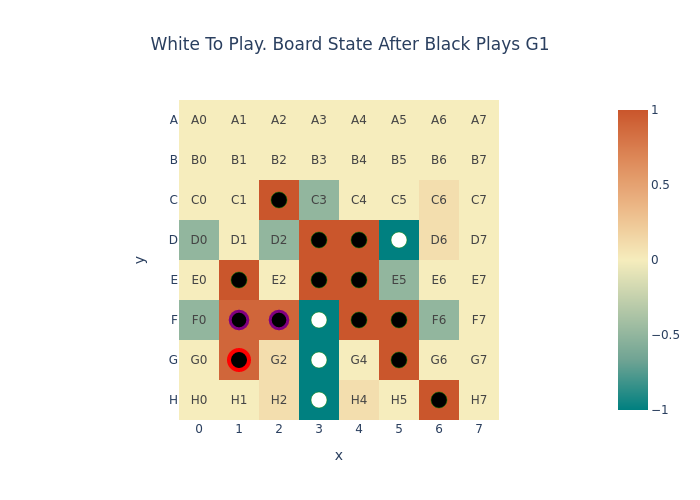 White To Play. Board State After Black Plays G1
A A0 A1 A2 A3 A4 A5 A6 A7
B B0 B1 B2 B3 B4 B5 B6 B7
C C0 C1 C3 C4 C5 C6 C7
D D0 D1 D2 D6 D7
E E0 E2 E5 E6 E7
F F0 F6 F7
G G0 G2 G4 G6 G7
H H0 H1 H2 H4 H5 H7
0 1 2 3 4 5 6 7
x
y
1
0.5
0
−0.5
−1